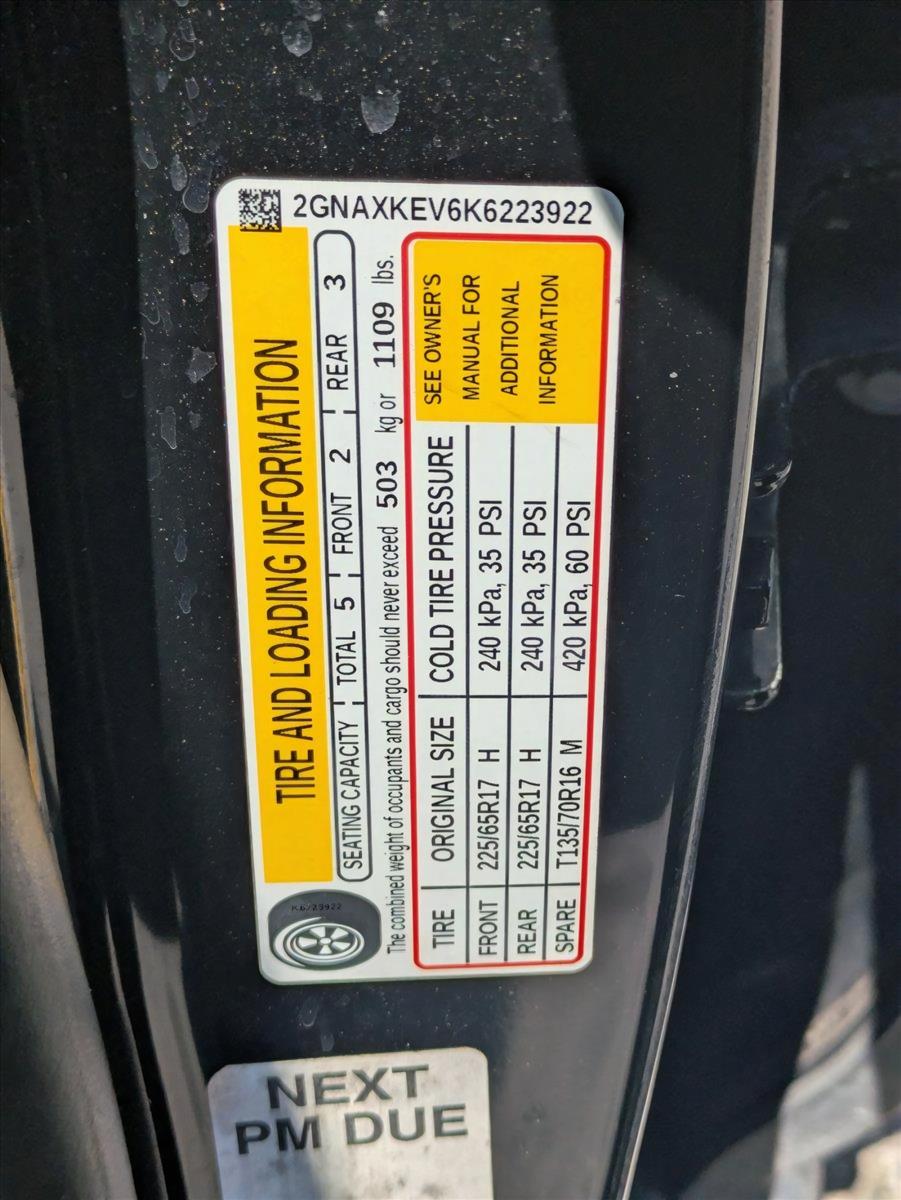 2GNAXKEV6K6223922
TIRE AND LOADING INFORMATION
SEATING CAPACITY TOTAL 5 FRONT 2 REAR 3
The combined weight of occupants and cargo should never exceed 503 kg or 1109 lbs.
TIRE ORIGINAL SIZE COLD TIRE PRESSURE
FRONT 225/65R17 H 240 kPa, 35 PSI
REAR 225/65R17 H 240 kPa, 35 PSI
SPARE T135/70R16 M 420 kPa, 60 PSI
SEE OWNER'S
MANUAL FOR
ADDITIONAL
INFORMATION
NEXT
PM DUE